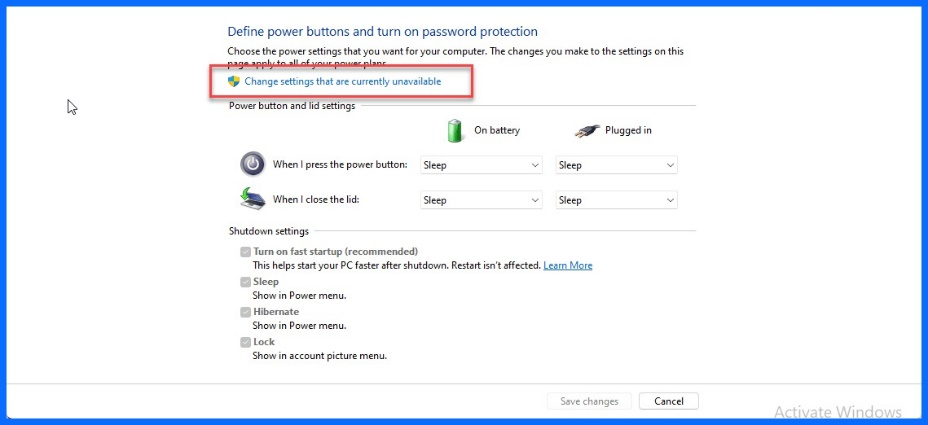 Define power buttons and turn on password protection
Choose the power settings that you want for your computer. The changes you make to the settings on this
page apply to all of your power plans.
Change settings that are currently unavailable
Power button and lid settings
On battery
Plugged in
When I press the power button:
Sleep
Sleep
When I close the lid:
Sleep
Sleep
Shutdown settings
Turn on fast startup (recommended)
This helps start your PC faster after shutdown. Restart isn't affected. Learn More
Sleep
Show in Power menu.
Hibernate
Show in Power menu.
Lock
Show in account picture menu.
Save changes
Cancel
Activate Windows